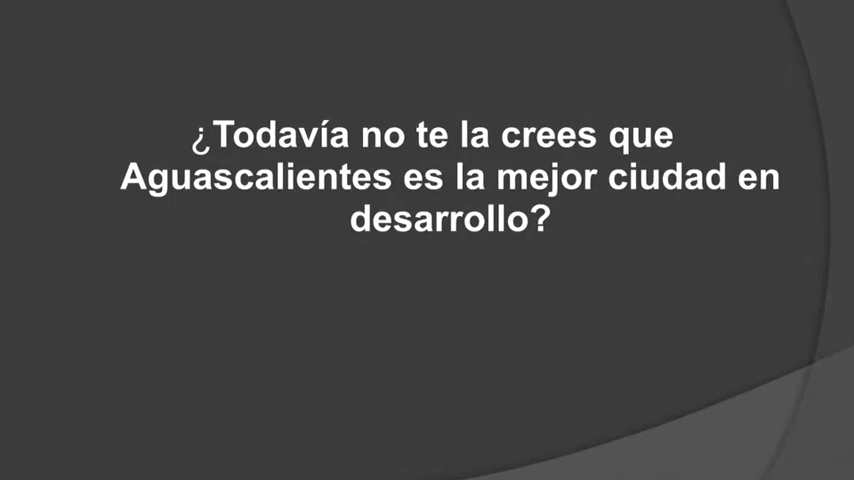 ¿Todavía no te la crees que
Aguascalientes es la mejor ciudad en
desarrollo?